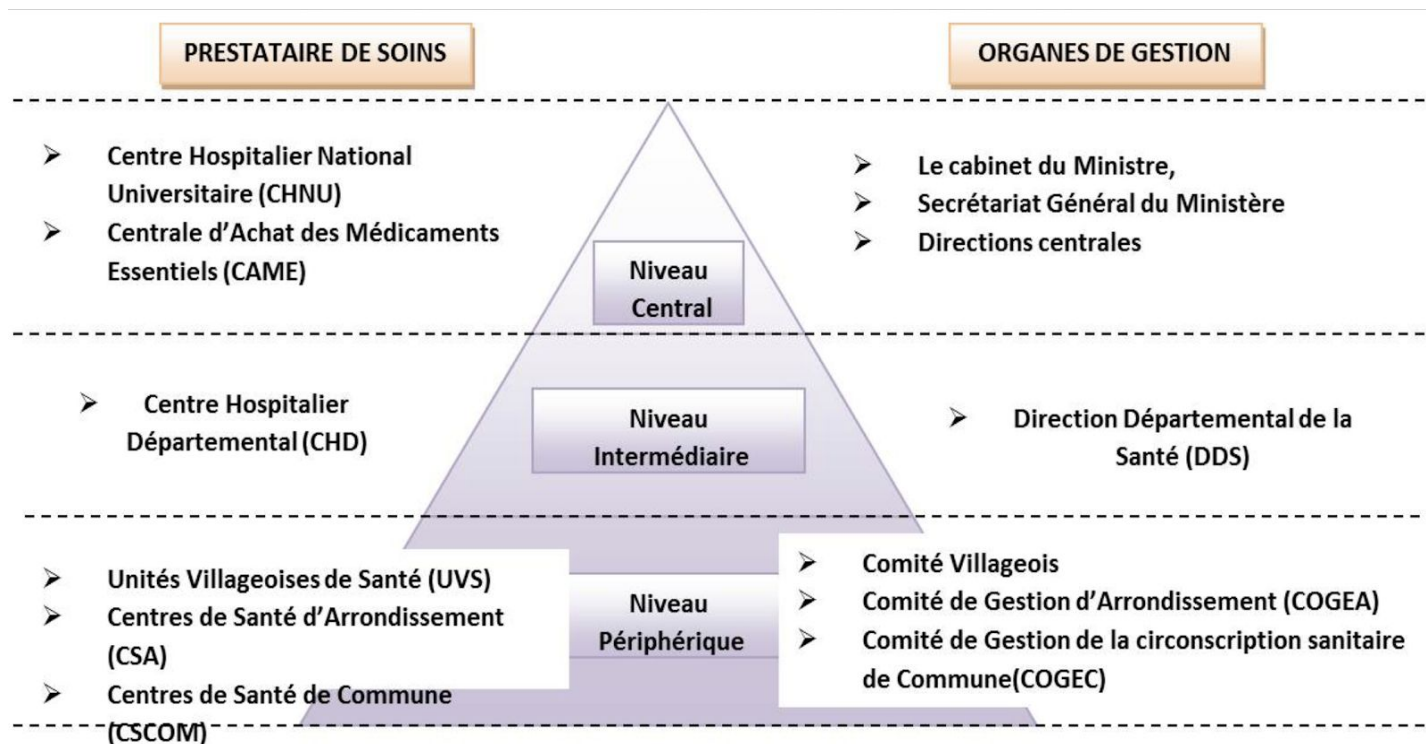 PRESTATAIRE DE SOINS
ORGANES DE GESTION
➢ Centre Hospitalier National
Universitaire (CHNU)
➢ Centrale d’Achat des Médicaments
Essentiels (CAME)
Niveau
Central
➢ Le cabinet du Ministre,
➢ Secrétariat Général du Ministère
➢ Directions centrales
➢ Centre Hospitalier
Départemental (CHD)
Niveau
Intermédiaire
➢ Direction Départemental de la
Santé (DDS)
➢ Unités Villageoises de Santé (UVS)
➢ Centres de Santé d’Arrondissement
(CSA)
➢ Centres de Santé de Commune
(CSCOM)
Niveau
Périphérique
➢ Comité Villageois
➢ Comité de Gestion d’Arrondissement (COGEA)
➢ Comité de Gestion de la circonscription sanitaire
de Commune(COGEC)